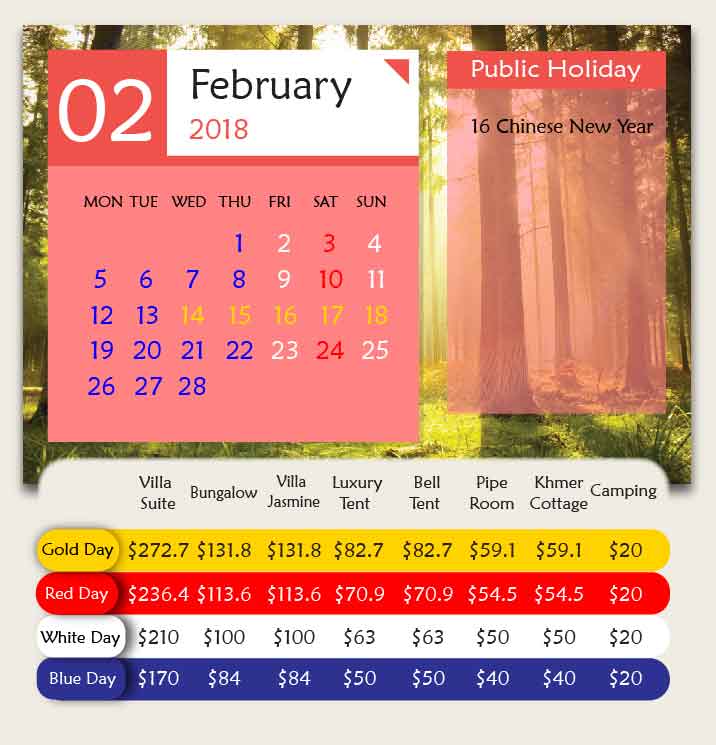 02
February
2018
MON TUE WED THU FRI SAT SUN
1 2 3 4
5 6 7 8 9 10 11
12 13 14 15 16 17 18
19 20 21 22 23 24 25
26 27 28
Public Holiday
16 Chinese New Year
Villa Suite Bungalow Villa Jasmine Luxury Tent Bell Tent Pipe Room Khmer Cottage Camping
Gold Day $272.7 $131.8 $131.8 $82.7 $82.7 $59.1 $59.1 $20
Red Day $236.4 $113.6 $113.6 $70.9 $70.9 $54.5 $54.5 $20
White Day $210 $100 $100 $63 $63 $50 $50 $20
Blue Day $170 $84 $84 $50 $50 $40 $40 $20